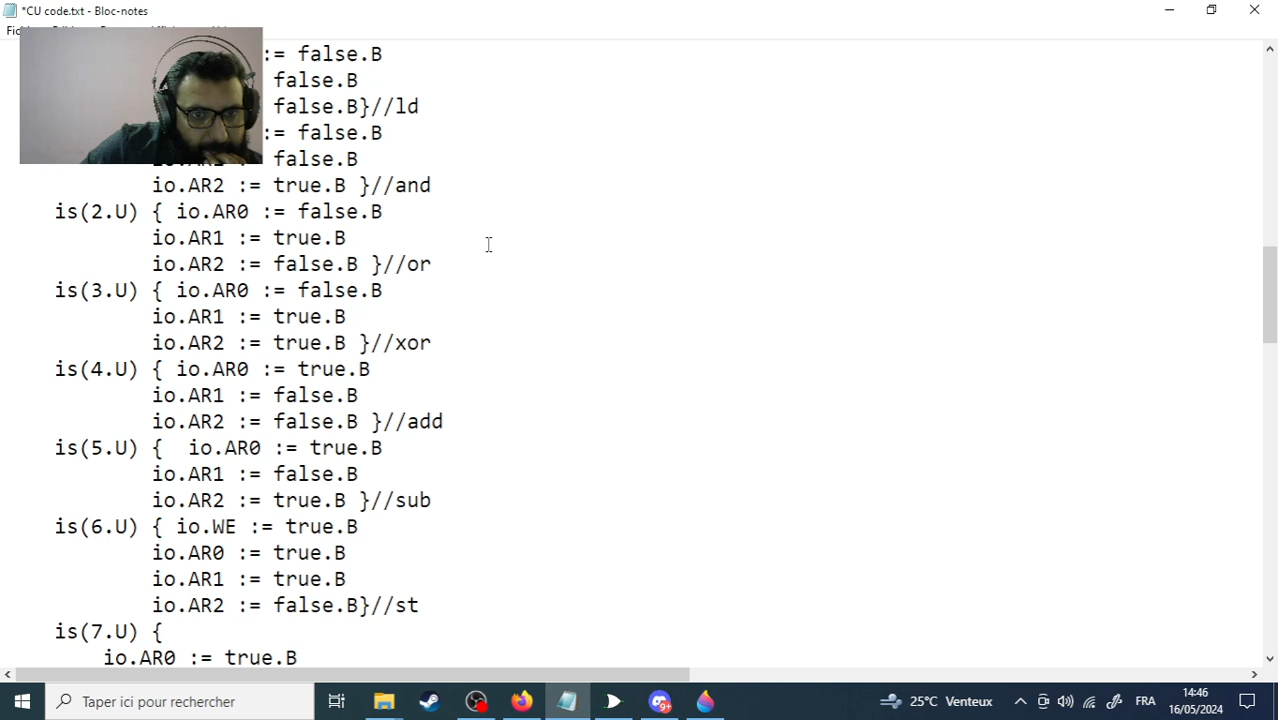 *CU code.txt - Bloc-notes
:= false.B
false.B
false.B}//ld
:= false.B
false.B
io.AR2 := true.B }//and
is(2.U) { io.AR0 := false.B
io.AR1 := true.B
io.AR2 := false.B }//or
is(3.U) { io.AR0 := false.B
io.AR1 := true.B
io.AR2 := true.B }//xor
is(4.U) { io.AR0 := true.B
io.AR1 := false.B
io.AR2 := false.B }//add
is(5.U) {  io.AR0 := true.B
io.AR1 := false.B
io.AR2 := true.B }//sub
is(6.U) { io.WE := true.B
io.AR0 := true.B
io.AR1 := true.B
io.AR2 := false.B}//st
is(7.U) {
io.AR0 := true.B
Taper ici pour rechercher
9+
25°C Venteux
FRA
14:46
16/05/2024